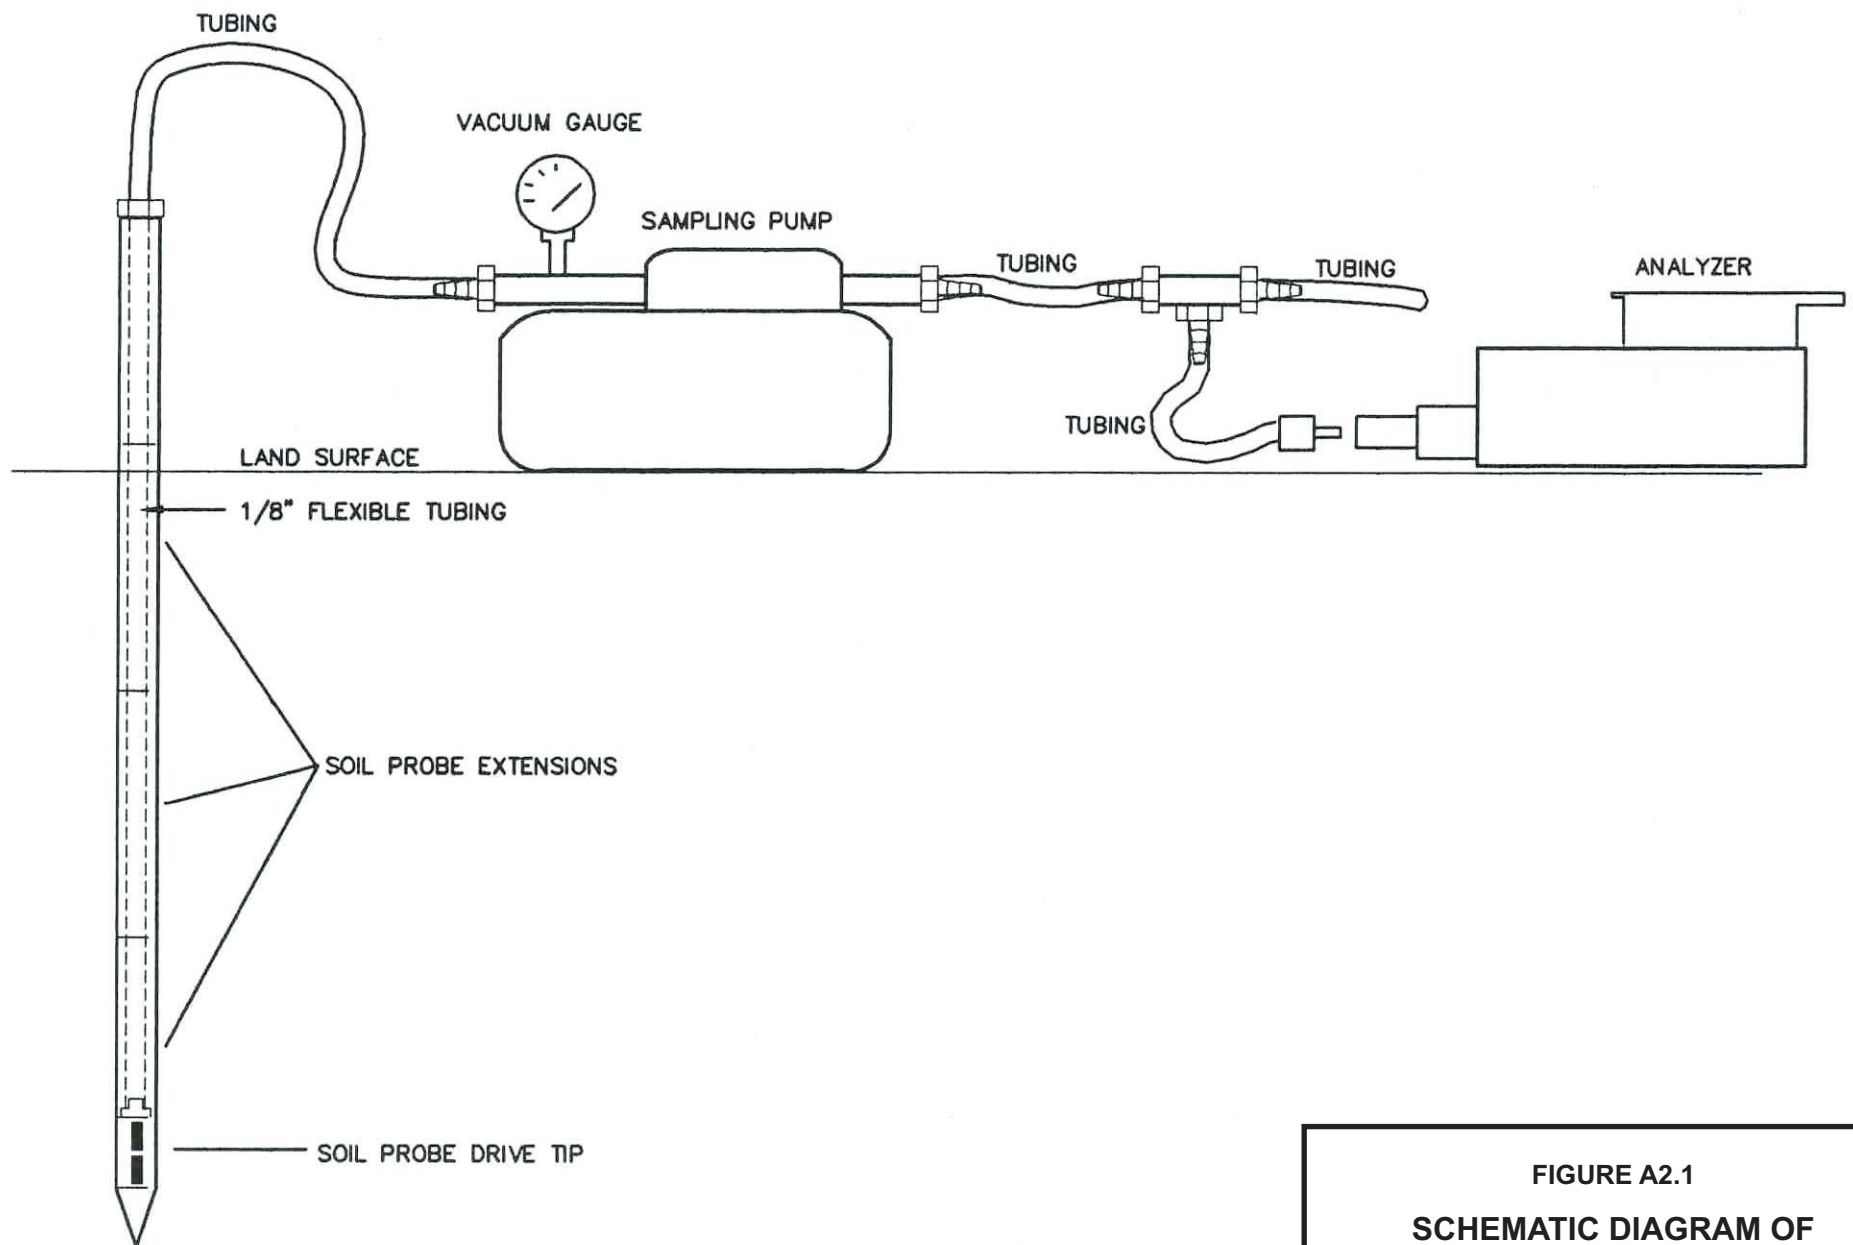 TUBING
VACUUM GAUGE
SAMPLING PUMP
TUBING
TUBING
ANALYZER
TUBING
LAND SURFACE
1/8" FLEXIBLE TUBING
SOIL PROBE EXTENSIONS
SOIL PROBE DRIVE TIP
FIGURE A2.1
SCHEMATIC DIAGRAM OF